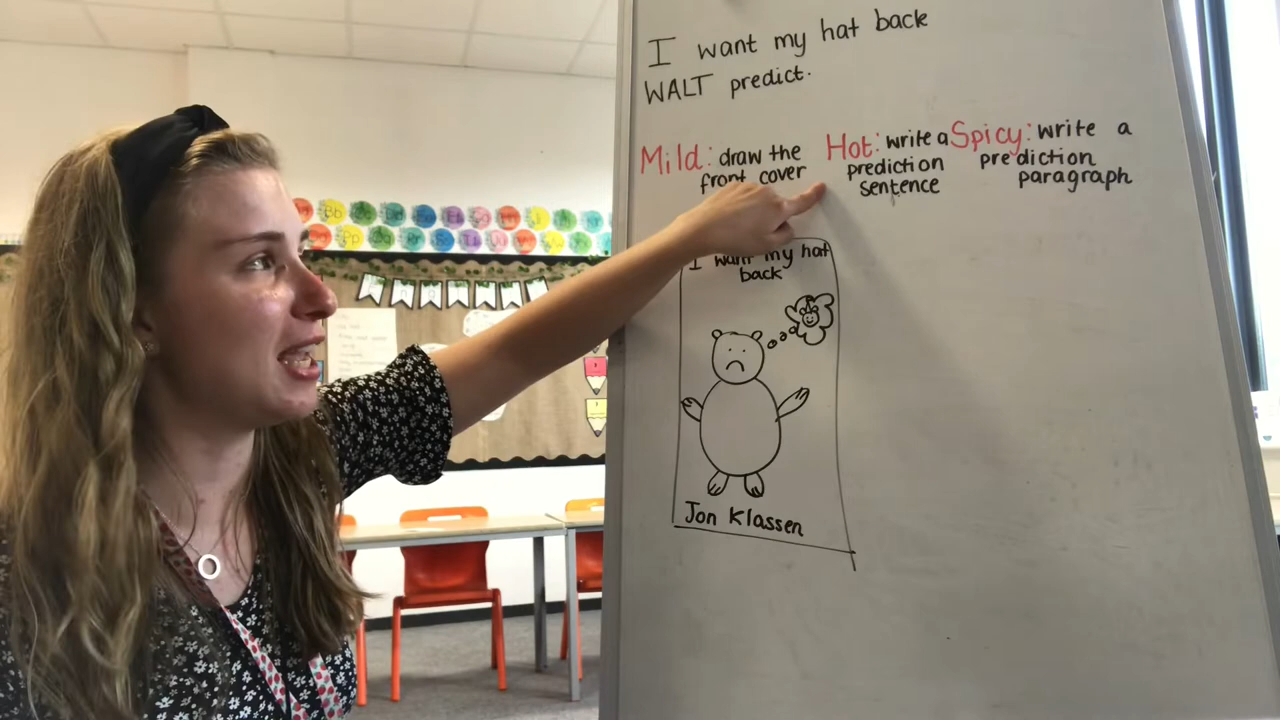 I want my hat back
WALT predict.
Mild: draw the
front cover
Hot: write a
prediction
sentence
Spicy: write a
prediction
paragraph
I want my hat
back
Jon Klassen
Bb